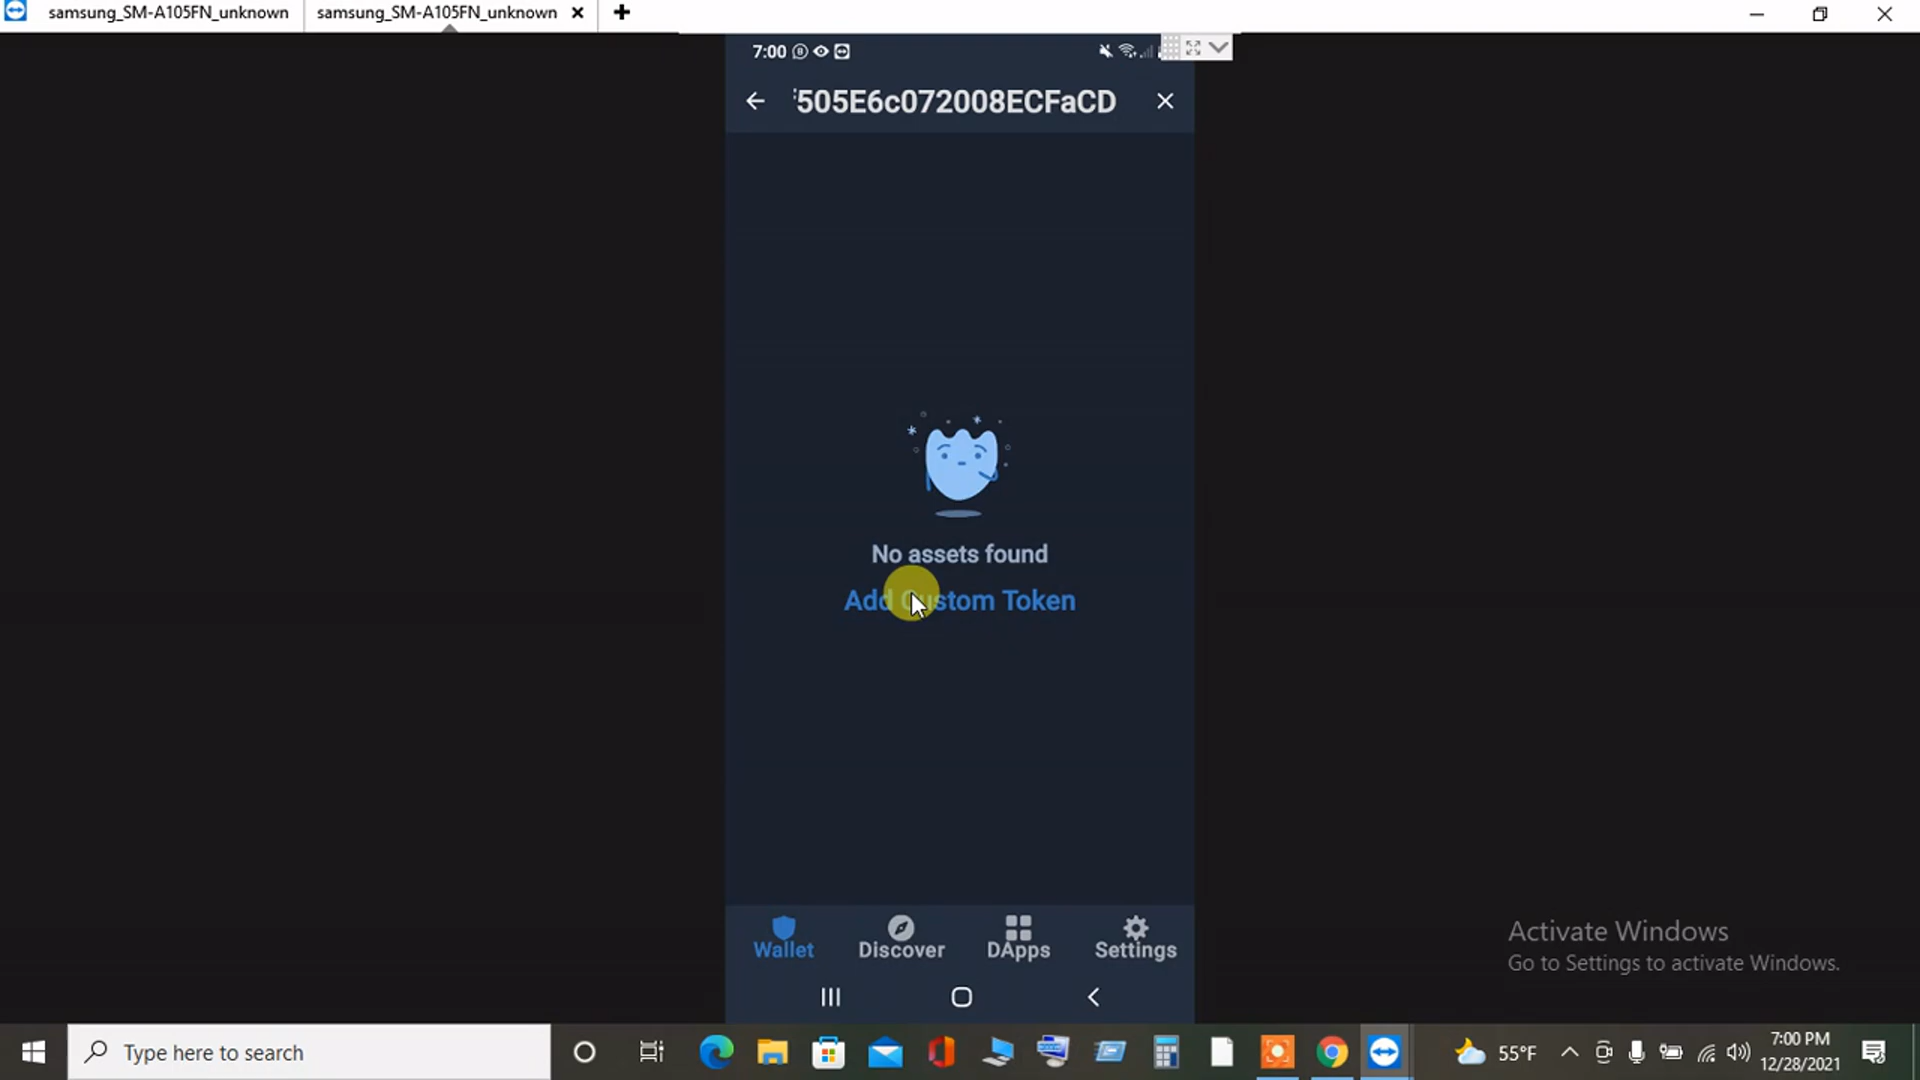 samsung_SM-A105FN_unknown samsung_SM-A105FN_unknown
7:00
505E6c072008ECFaCD
No assets found
Add Custom Token
Wallet Discover DApps Settings
Activate Windows
Go to Settings to activate Windows.
Type here to search
55°F
7:00 PM
12/28/2021